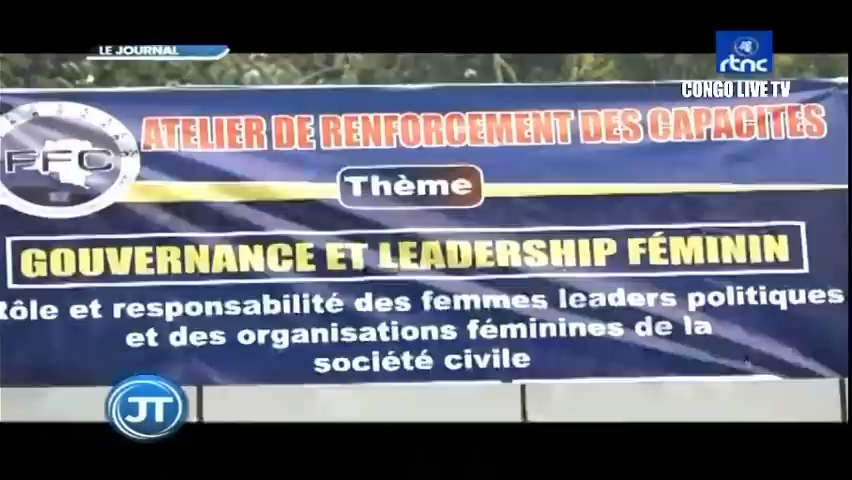 LE JOURNAL
rtnc
CONGO LIVE TV
ATELIER DE RENFORCEMENT DES CAPACITES
FFC
Thème
GOUVERNANCE ET LEADERSHIP FÉMININ
Rôle et responsabilité des femmes leaders politiques
et des organisations féminines de la
société civile
JT